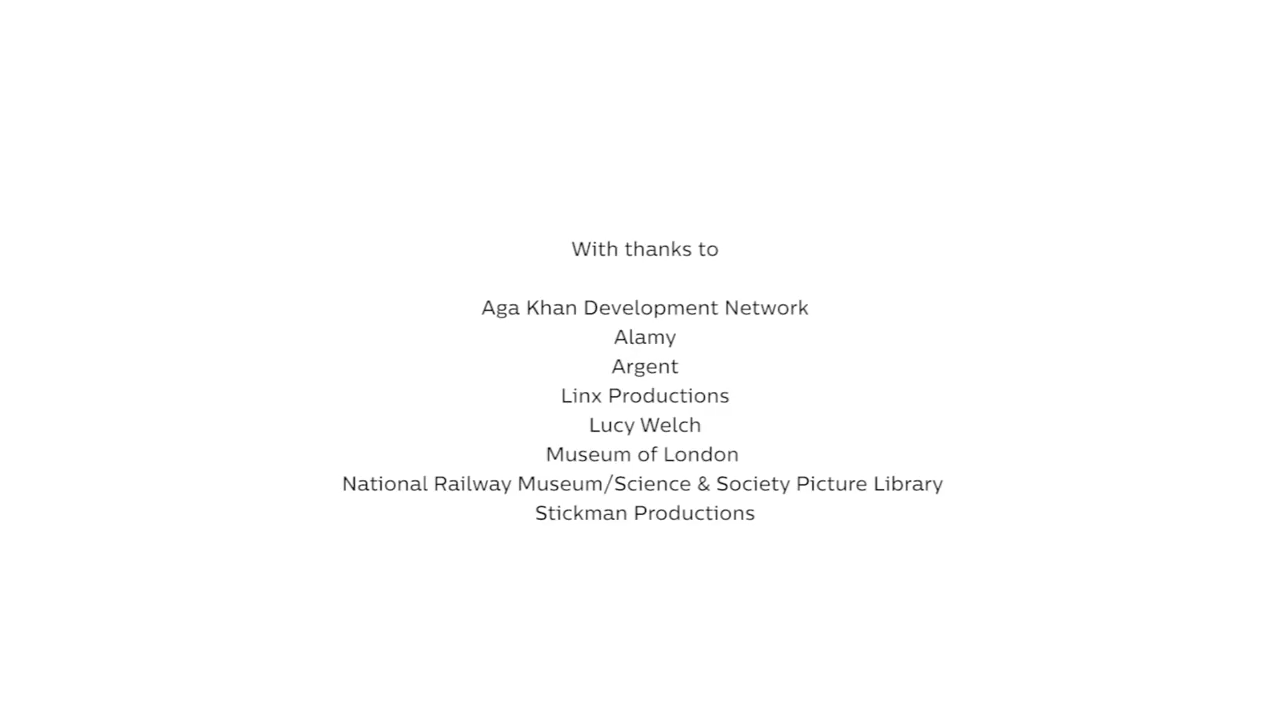 With thanks to
Aga Khan Development Network
Alamy
Argent
Linx Productions
Lucy Welch
Museum of London
National Railway Museum/Science & Society Picture Library
Stickman Productions